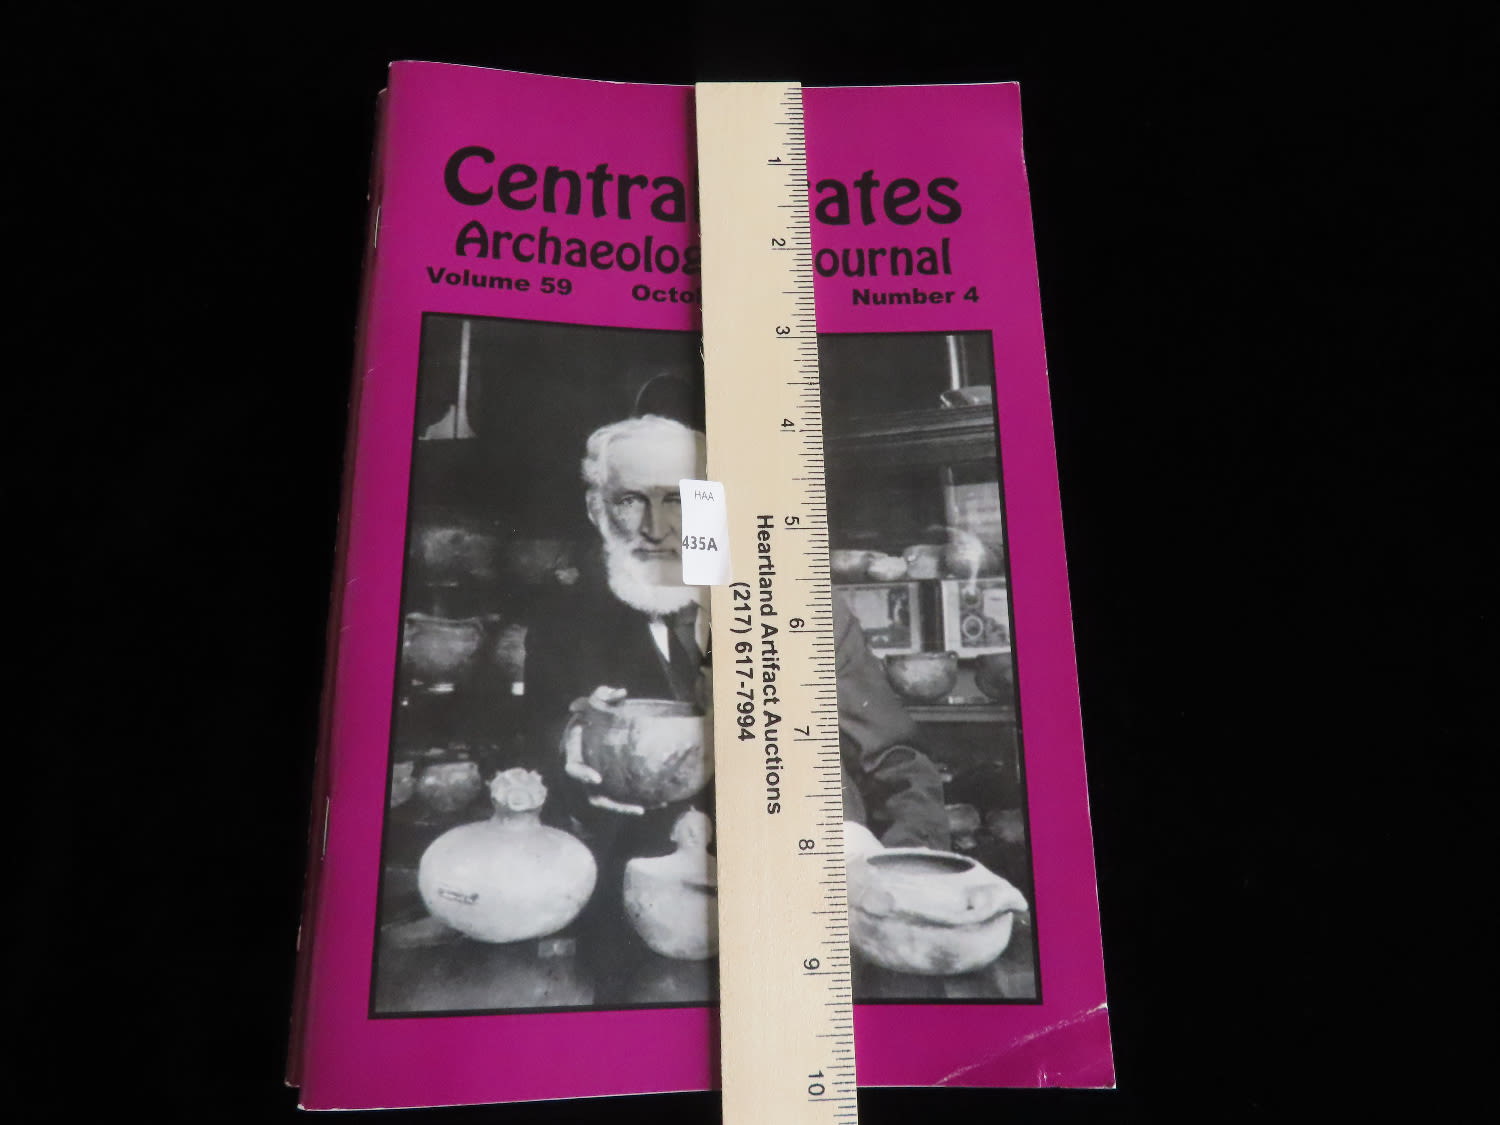 Centra ates
Archaeolog ournal
Volume 59 Octo Number 4
HAA
435A
Heartland Artifact Auctions
(217) 617-7994
1
2
3
4
5
6
7
8
9
10